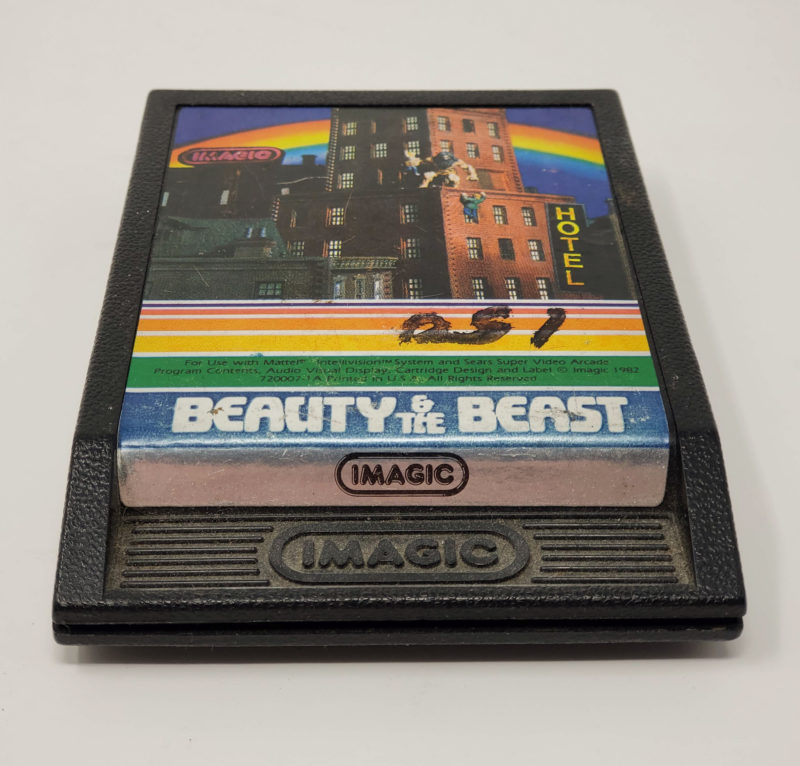 IMAGIC
HOTEL
251
For Use with Mattel® Intellivision™ System and Sears Super Video Arcade
Program Contents, Audio Visual Display, Cartridge Design and Label © Imagic 1982
720007-1A Printed in U.S.A. All Rights Reserved
BEAUTY & THE BEAST
IMAGIC
IMAGIC